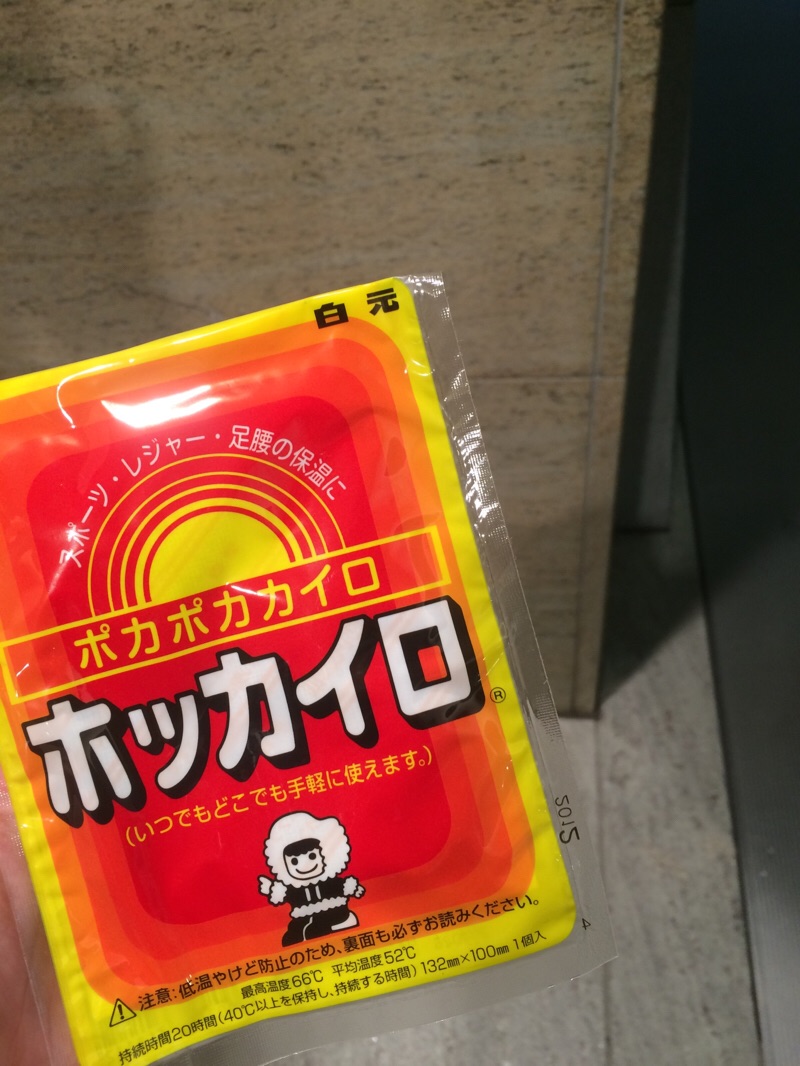 白元
スポーツ・レジャー・足腰の保温に
ポカポカカイロ
ホッカイロ®
(いつでもどこでも手軽に使えます。)
注意:低温やけど防止のため、裏面も必ずお読みください。
最高温度66℃ 平均温度52℃
持続時間20時間(40℃以上を保持し、持続する時間) 132mm×100mm 1個入